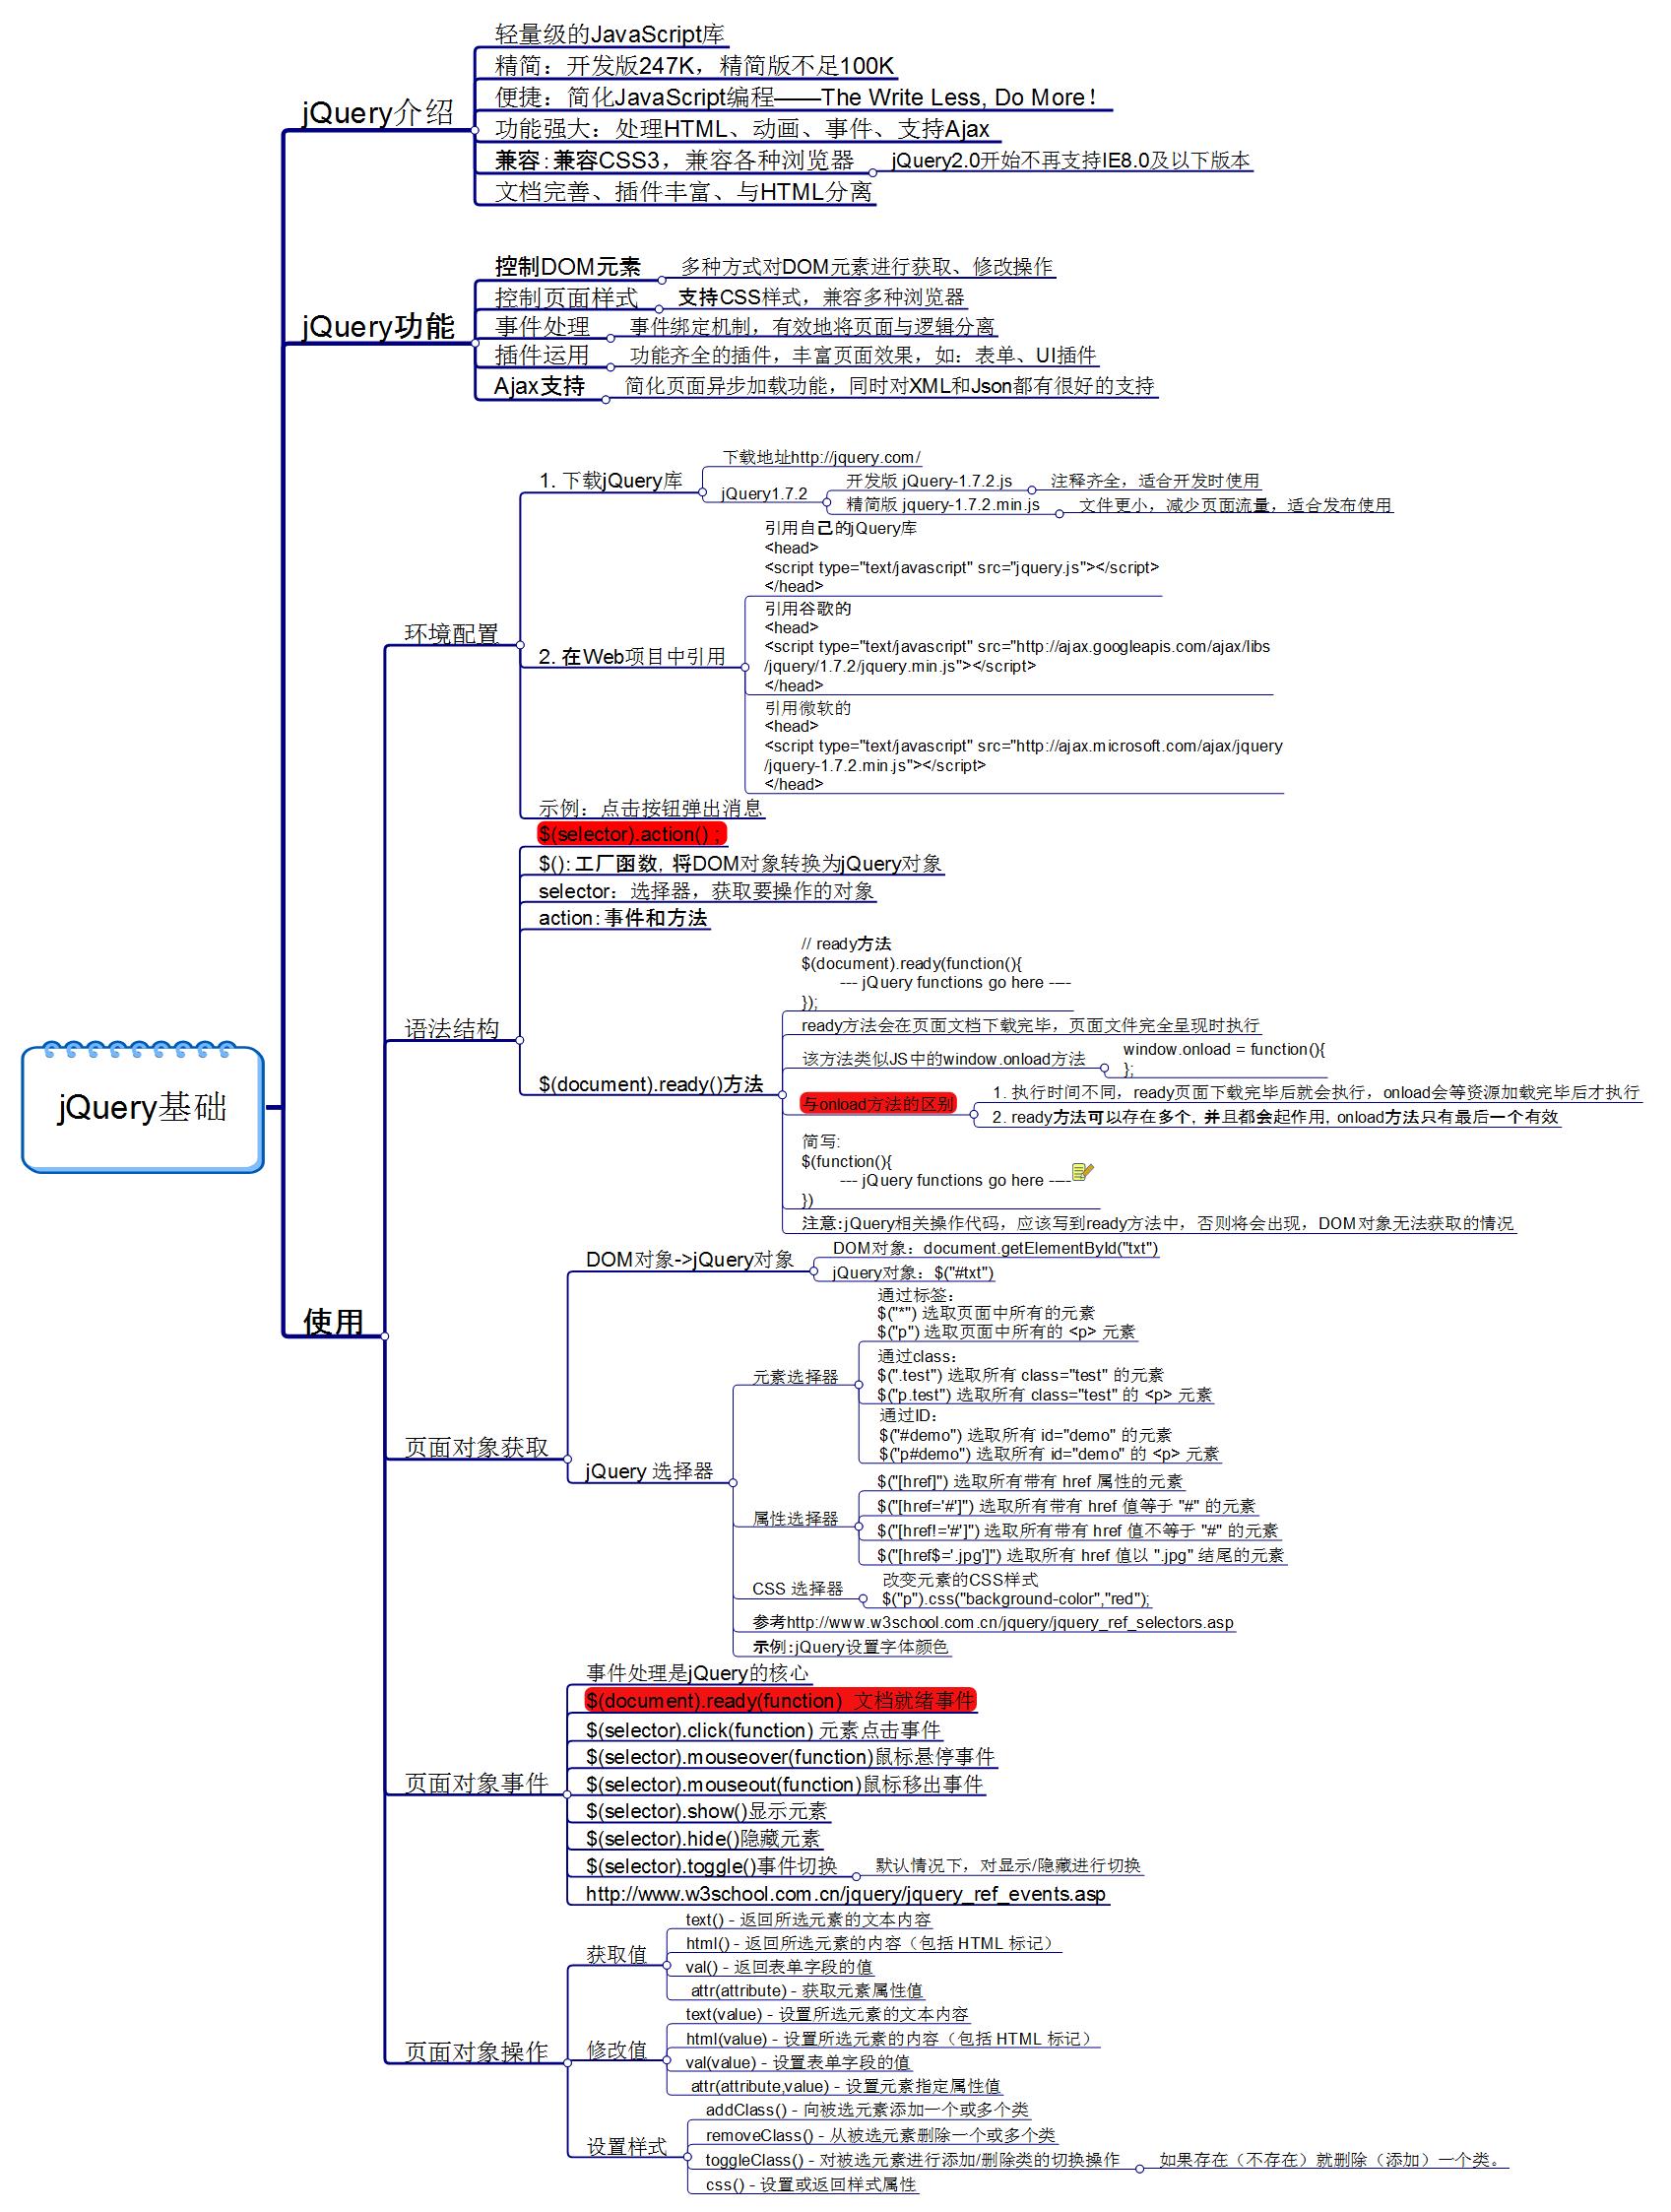 jQuery基础
jQuery介绍
轻量级的JavaScript库
精简：开发版247K，精简版不足100K
便捷：简化JavaScript编程——The Write Less, Do More！
功能强大：处理HTML、动画、事件、支持Ajax
兼容：兼容CSS3，兼容各种浏览器
jQuery2.0开始不再支持IE8.0及以下版本
文档完善、插件丰富、与HTML分离
jQuery功能
控制DOM元素
多种方式对DOM元素进行获取、修改操作
控制页面样式
支持CSS样式，兼容多种浏览器
事件处理
事件绑定机制，有效地将页面与逻辑分离
插件运用
功能齐全的插件，丰富页面效果，如：表单、UI插件
Ajax支持
简化页面异步加载功能，同时对XML和Json都有很好的支持
使用
环境配置
1. 下载jQuery库
下载地址http://jquery.com/
jQuery1.7.2
开发版 jQuery-1.7.2.js
注释齐全，适合开发时使用
精简版 jquery-1.7.2.min.js
文件更小，减少页面流量，适合发布使用
2. 在Web项目中引用
引用自己的jQuery库
<head>
<script type="text/javascript" src="jquery.js"></script>
</head>
引用谷歌的
<head>
<script type="text/javascript" src="http://ajax.googleapis.com/ajax/libs
/jquery/1.7.2/jquery.min.js"></script>
</head>
引用微软的
<head>
<script type="text/javascript" src="http://ajax.microsoft.com/ajax/jquery
/jquery-1.7.2.min.js"></script>
</head>
示例：点击按钮弹出消息
语法结构
$(selector).action() ;
$()：工厂函数，将DOM对象转换为jQuery对象
selector：选择器，获取要操作的对象
action：事件和方法
$(document).ready()方法
// ready方法
$(document).ready(function(){
--- jQuery functions go here ----
});
ready方法会在页面文档下载完毕，页面文件完全呈现时执行
该方法类似JS中的window.onload方法
window.onload = function(){
};
与onload方法的区别
1. 执行时间不同，ready页面下载完毕后就会执行，onload会等资源加载完毕后才执行
2. ready方法可以存在多个，并且都会起作用，onload方法只有最后一个有效
简写:
$(function(){
--- jQuery functions go here ----
})
注意：jQuery相关操作代码，应该写到ready方法中，否则将会出现，DOM对象无法获取的情况
页面对象获取
DOM对象->jQuery对象
DOM对象：document.getElementById("txt")
jQuery对象：$("#txt")
jQuery 选择器
元素选择器
通过标签：
$("*") 选取页面中所有的元素
$("p") 选取页面中所有的 <p> 元素
通过class：
$(".test") 选取所有 class="test" 的元素
$("p.test") 选取所有 class="test" 的 <p> 元素
通过ID：
$("#demo") 选取所有 id="demo" 的元素
$("p#demo") 选取所有 id="demo" 的 <p> 元素
属性选择器
$("[href]") 选取所有带有 href 属性的元素
$("[href='#']") 选取所有带有 href 值等于 "#" 的元素
$("[href!='#']") 选取所有带有 href 值不等于 "#" 的元素
$("[href$='.jpg']") 选取所有 href 值以 ".jpg" 结尾的元素
CSS 选择器
改变元素的CSS样式
$("p").css("background-color","red");
参考http://www.w3school.com.cn/jquery/jquery_ref_selectors.asp
示例：jQuery设置字体颜色
页面对象事件
事件处理是jQuery的核心
$(document).ready(function)  文档就绪事件
$(selector).click(function) 元素点击事件
$(selector).mouseover(function)鼠标悬停事件
$(selector).mouseout(function)鼠标移出事件
$(selector).show()显示元素
$(selector).hide()隐藏元素
$(selector).toggle()事件切换
默认情况下，对显示/隐藏进行切换
http://www.w3school.com.cn/jquery/jquery_ref_events.asp
页面对象操作
获取值
text() - 返回所选元素的文本内容
html() - 返回所选元素的内容（包括 HTML 标记）
val() - 返回表单字段的值
attr(attribute) - 获取元素属性值
修改值
text(value) - 设置所选元素的文本内容
html(value) - 设置所选元素的内容（包括 HTML 标记）
val(value) - 设置表单字段的值
attr(attribute,value) - 设置元素指定属性值
设置样式
addClass() - 向被选元素添加一个或多个类
removeClass() - 从被选元素删除一个或多个类
toggleClass() - 对被选元素进行添加/删除类的切换操作
如果存在（不存在）就删除（添加）一个类。
css() - 设置或返回样式属性